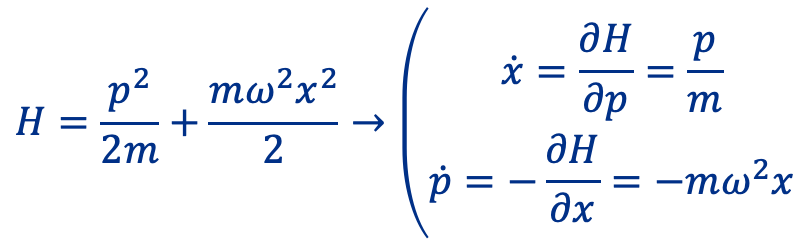 H = p²/2m + mω²x²/2 → ( ẋ = ∂H/∂p = p/m
ṗ = −∂H/∂x = −mω²x